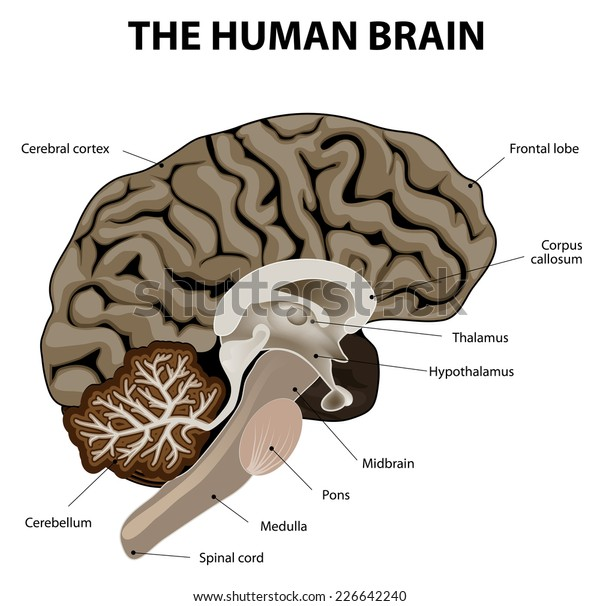 THE HUMAN BRAIN
Cerebral cortex
Frontal lobe
Corpus
callosum
shutterstock
Thalamus
Hypothalamus
Midbrain
Pons
Cerebellum
Medulla
Spinal cord
www.shutterstock.com · 226642240